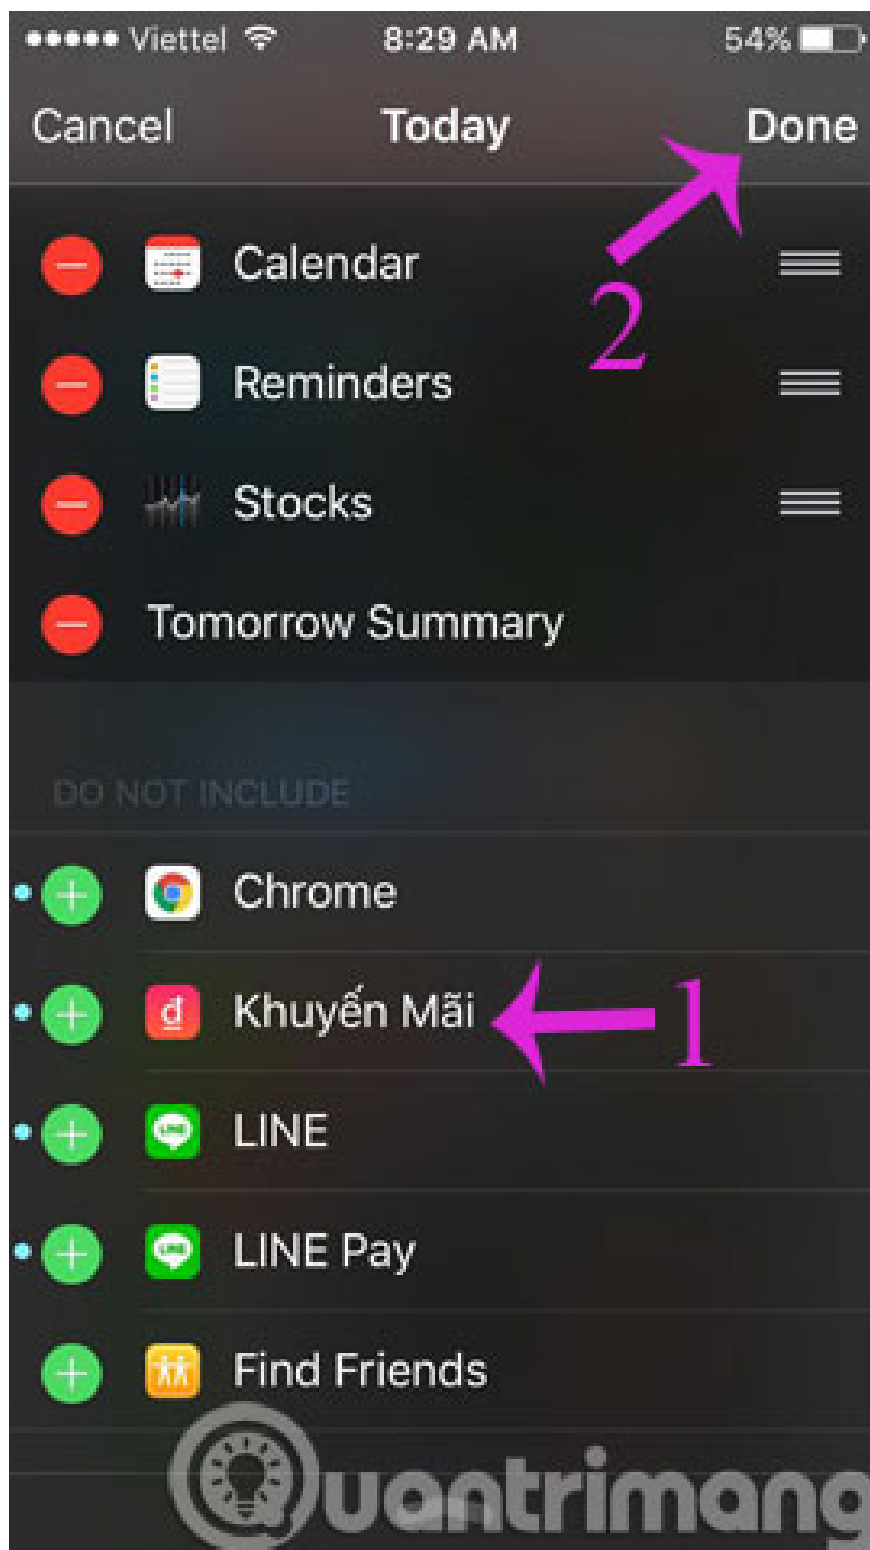 Viettel 8:29 AM 54%
Cancel Today Done
2
Calendar
Reminders
Stocks
Tomorrow Summary
DO NOT INCLUDE
Chrome
đ Khuyến Mãi 1
LINE
LINE Pay
Find Friends
Quantrimang